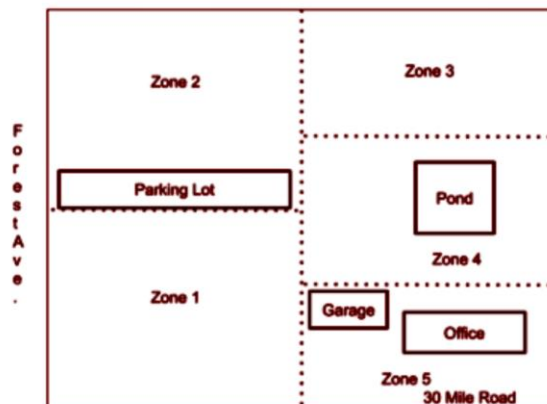 Zone 2
Zone 3
Forest Ave.
Parking Lot
Pond
Zone 4
Zone 1
Garage
Office
Zone 5
30 Mile Road